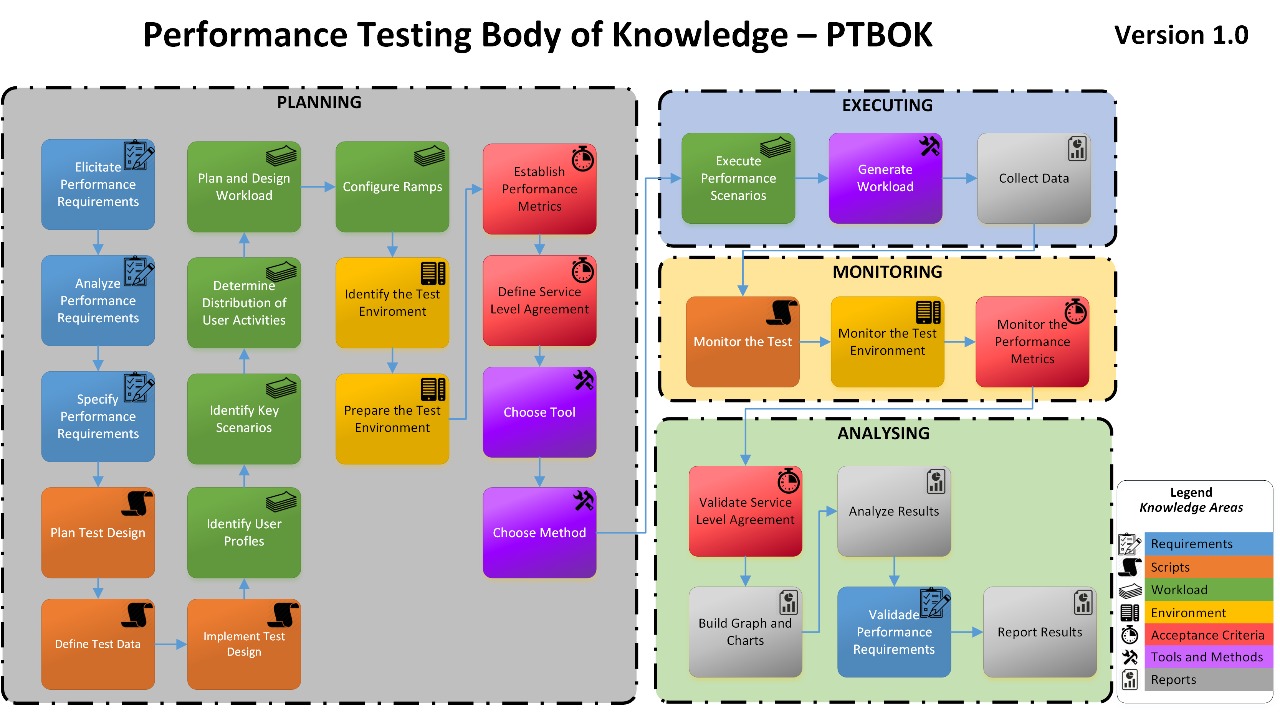 Performance Testing Body of Knowledge – PTBOK
Version 1.0
PLANNING
Elicitate
Performance
Requirements
Analyze
Performance
Requirements
Specify
Performance
Requirements
Plan Test Design
Define Test Data
Implement Test
Design
Identify User
Profles
Identify Key
Scenarios
Determine
Distribution of
User Activities
Plan and Design
Workload
Configure Ramps
Identify the Test
Enviroment
Prepare the Test
Environment
Establish
Performance
Metrics
Define Service
Level Agreement
Choose Tool
Choose Method
EXECUTING
Execute
Performance
Scenarios
Generate
Workload
Collect Data
MONITORING
Monitor the Test
Monitor the Test
Environment
Monitor the
Performance
Metrics
ANALYSING
Validate Service
Level Agreement
Build Graph and
Charts
Analyze Results
Validade
Performance
Requirements
Report Results
Legend
Knowledge Areas
Requirements
Scripts
Workload
Environment
Acceptance Criteria
Tools and Methods
Reports